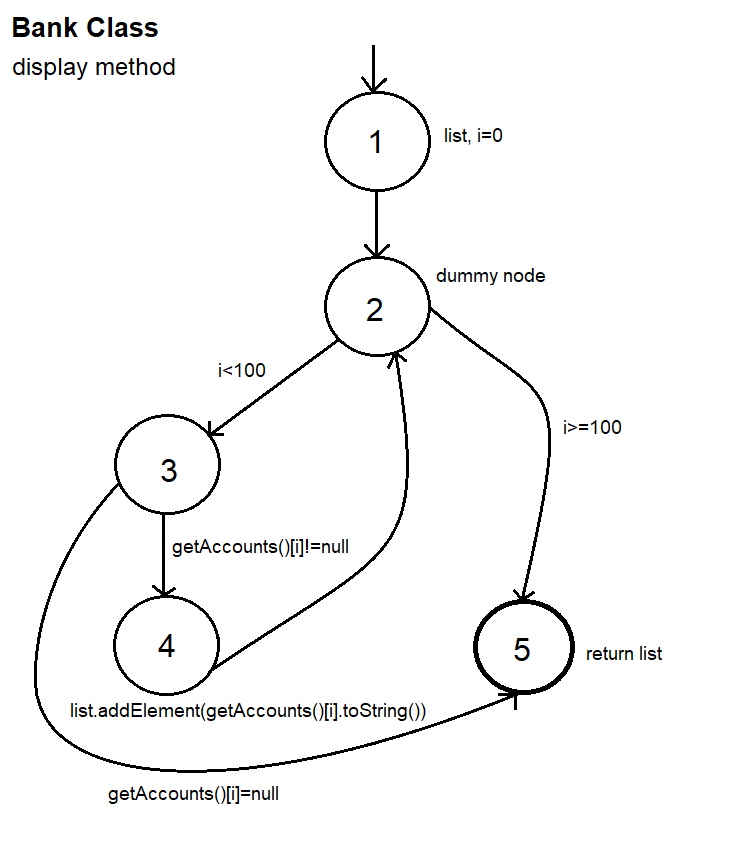 Bank Class
display method
1
list, i=0
dummy node
2
i<100
i>=100
3
getAccounts()[i]!=null
4
5
return list
list.addElement(getAccounts()[i].toString())
getAccounts()[i]=null